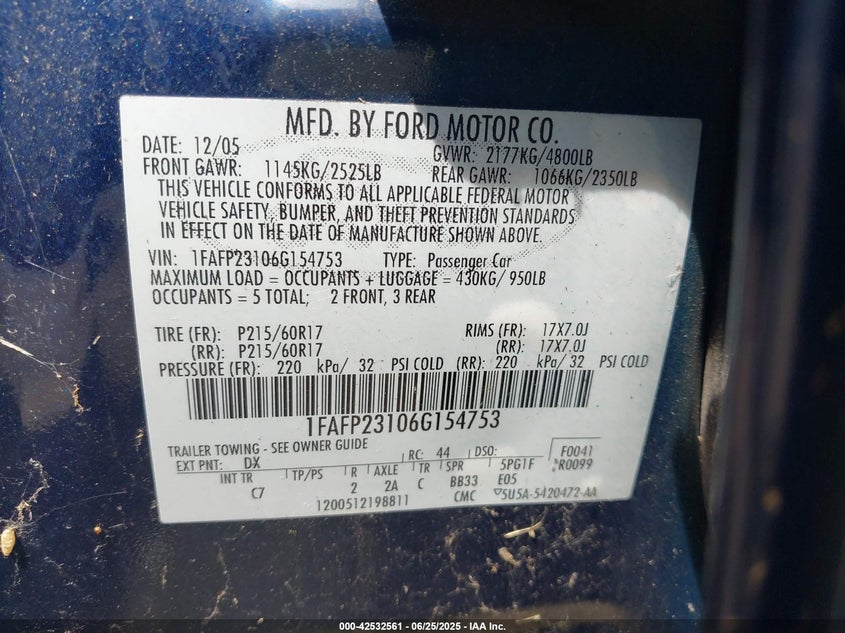 MFD. BY FORD MOTOR CO.
DATE: 12/05 GVWR: 2177KG/4800LB
FRONT GAWR: 1145KG/2525LB REAR GAWR: 1066KG/2350LB
THIS VEHICLE CONFORMS TO ALL APPLICABLE FEDERAL MOTOR
VEHICLE SAFETY, BUMPER, AND THEFT PREVENTION STANDARDS
IN EFFECT ON THE DATE OF MANUFACTURE SHOWN ABOVE.
VIN: 1FAFP23106G154753 TYPE: Passenger Car
MAXIMUM LOAD = OCCUPANTS + LUGGAGE = 430KG/ 950LB
OCCUPANTS = 5 TOTAL; 2 FRONT, 3 REAR
TIRE (FR): P215/60R17 RIMS (FR): 17X7.0J
(RR): P215/60R17 (RR): 17X7.0J
PRESSURE (FR): 220 kPa/ 32 PSI COLD (RR): 220 kPa/ 32 PSI COLD
1FAFP23106G154753
TRAILER TOWING - SEE OWNER GUIDE
EXT PNT: DX RC: 44 DSO: F0041
INT TR TP/PS R AXLE TR SPR 5PG1F R0099
C7 2 2A C BB33 E05
1200512198811 CMC 5U5A-5420472-AA
000-42532561 - 06/25/2025 - IAA Inc.